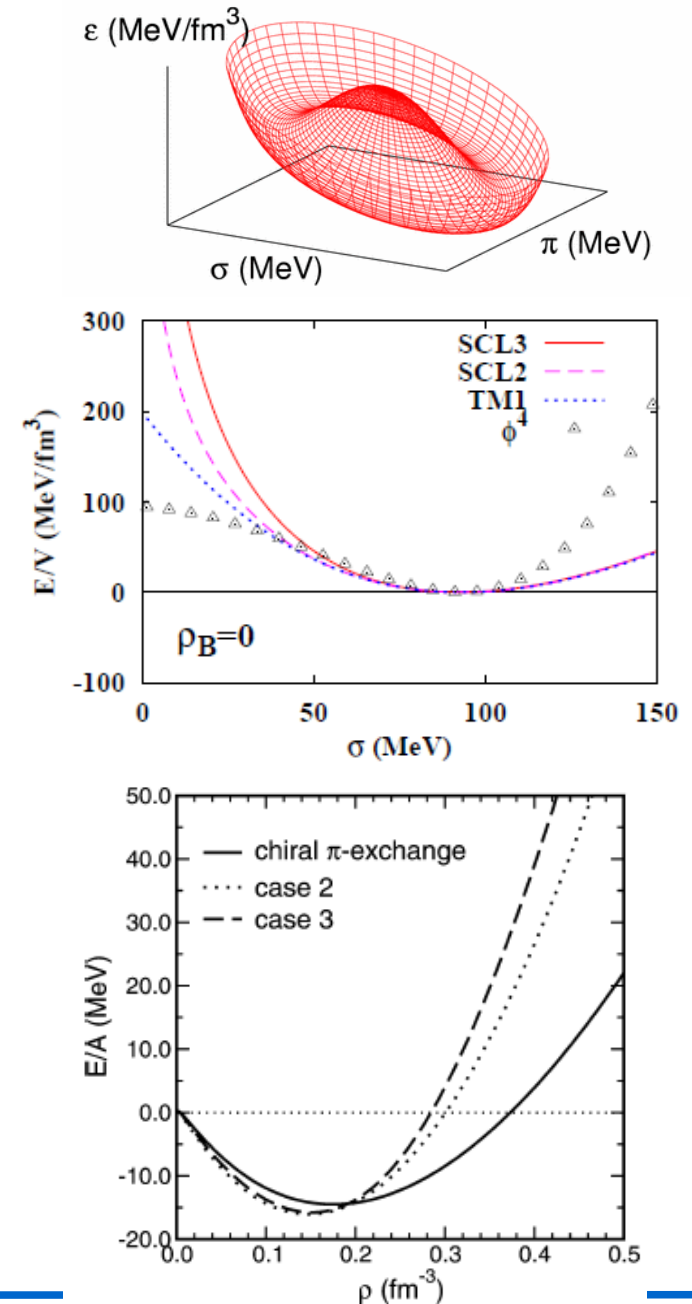 ε (MeV/fm³)
π (MeV)
σ (MeV)
300
SCL3
SCL2
TM1
200
ϕ⁴
100
E/V (MeV/fm³)
0
ρB=0
-100
0 50 100 150
σ (MeV)
50.0
chiral π-exchange
40.0
case 2
case 3
30.0
20.0
E/A (MeV)
10.0
0.0
-10.0
-20.0
0.0 0.1 0.2 0.3 0.4 0.5
ρ (fm⁻³)